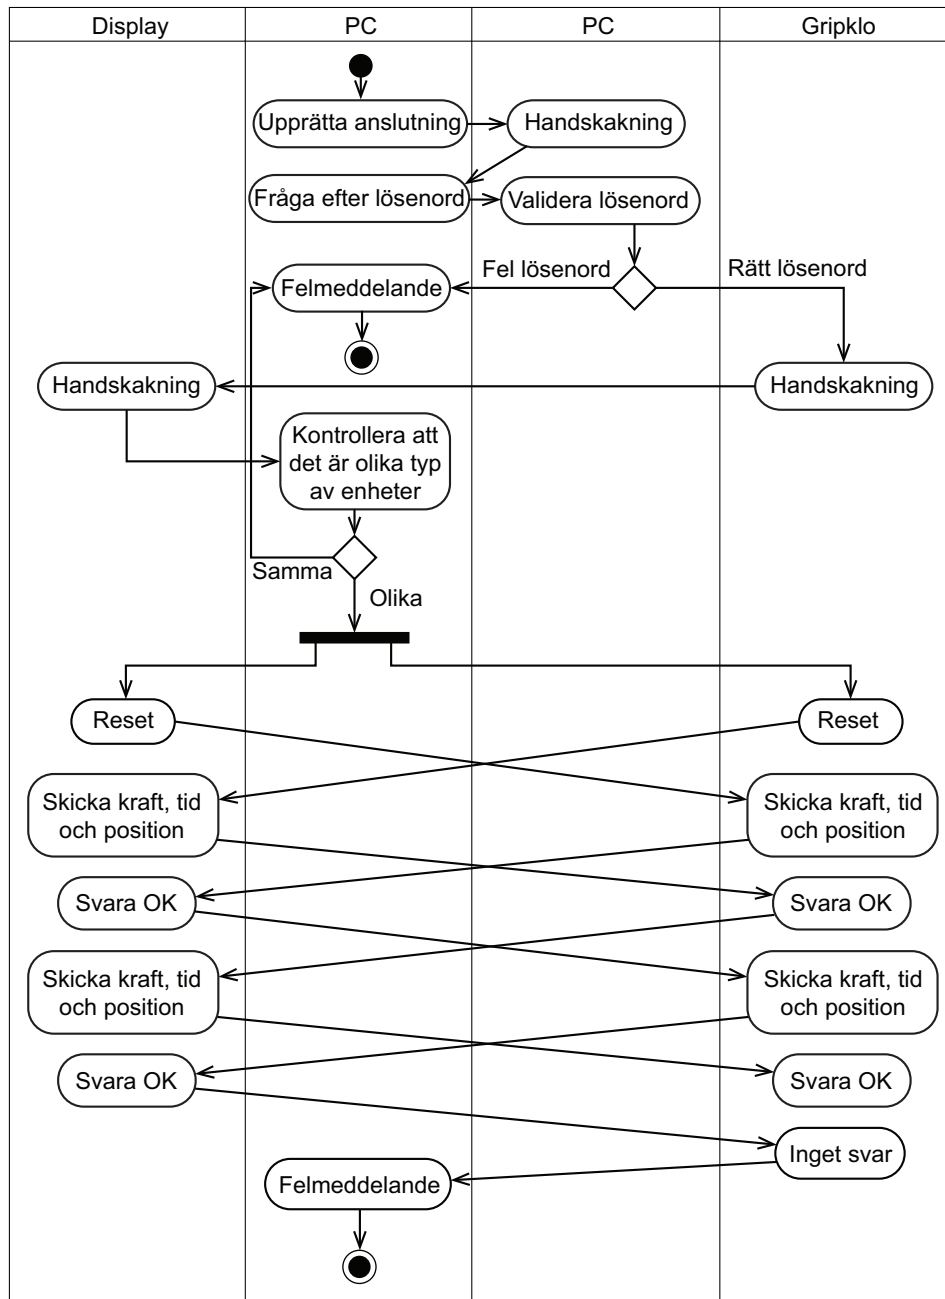 Display
PC
PC
Gripklo
Upprätta anslutning
Handskakning
Fråga efter lösenord
Validera lösenord
Fel lösenord
Rätt lösenord
Felmeddelande
Handskakning
Handskakning
Kontrollera att
det är olika typ
av enheter
Samma
Olika
Reset
Reset
Skicka kraft, tid
och position
Skicka kraft, tid
och position
Svara OK
Svara OK
Skicka kraft, tid
och position
Skicka kraft, tid
och position
Svara OK
Svara OK
Inget svar
Felmeddelande